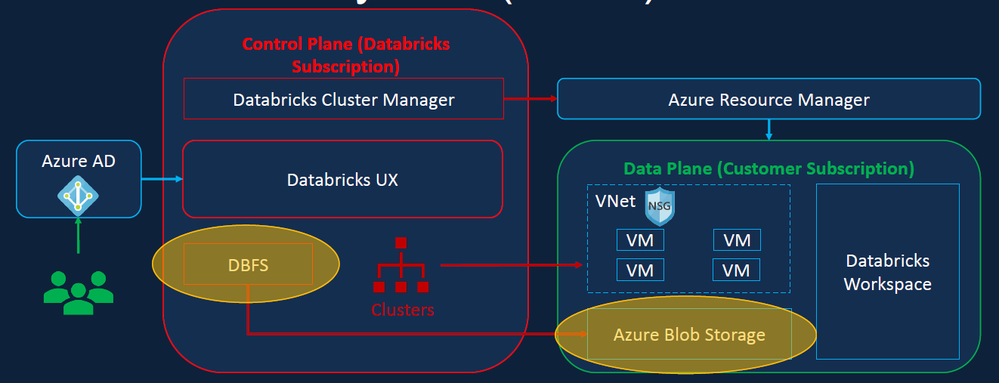 Control Plane (Databricks
Subscription)
Databricks Cluster Manager
Azure Resource Manager
Azure AD
Databricks UX
Data Plane (Customer Subscription)
VNet
NSG
VM
VM
VM
VM
DBFS
Clusters
Databricks
Workspace
Azure Blob Storage